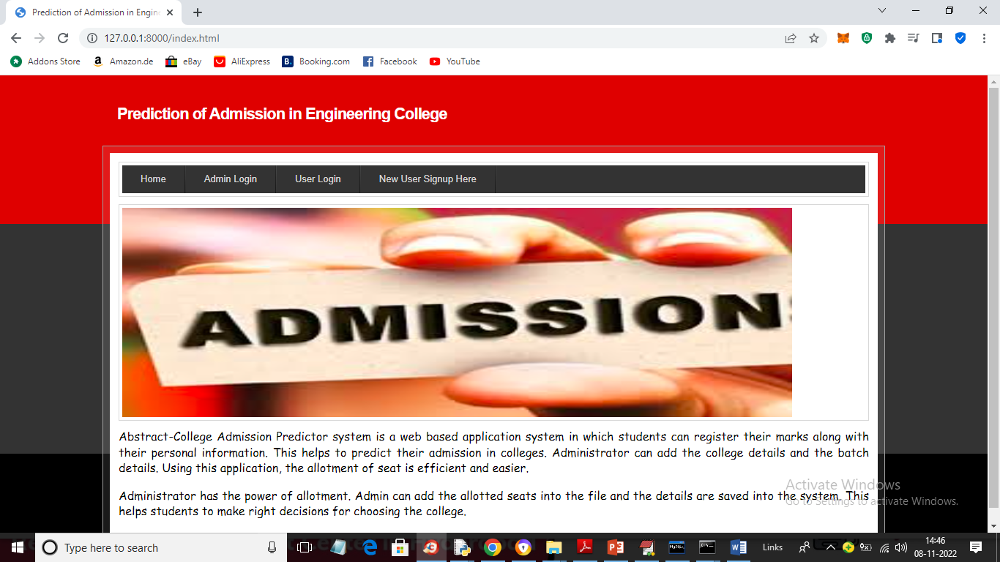 Prediction of Admission in Engine
127.0.0.1:8000/index.html
Addons Store
Amazon.de
eBay
AliExpress
Booking.com
Facebook
YouTube
Prediction of Admission in Engineering College
Home
Admin Login
User Login
New User Signup Here
ADMISSION
Abstract-College Admission Predictor system is a web based application system in which students can register their marks along with
their personal information. This helps to predict their admission in colleges. Administrator can add the college details and the batch
details. Using this application, the allotment of seat is efficient and easier.
Administrator has the power of allotment. Admin can add the allotted seats into the file and the details are saved into the system. This
helps students to make right decisions for choosing the college.
Activate Windows
Go to Settings to activate Windows.
Type here to search
Links
14:46
08-11-2022